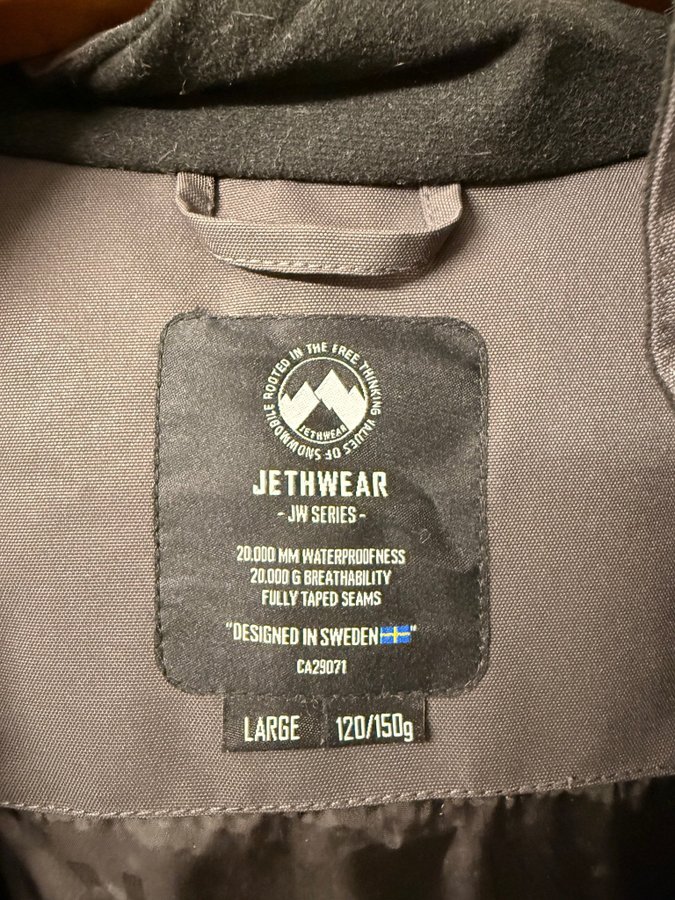 ROOTED IN THE FREE THINKING VALUES OF SNOWMOBILE
JETHWEAR
JETHWEAR
- JW SERIES -
20.000 MM WATERPROOFNESS
20.000 G BREATHABILITY
FULLY TAPED SEAMS
"DESIGNED IN SWEDEN"
CA29071
LARGE 120/150g